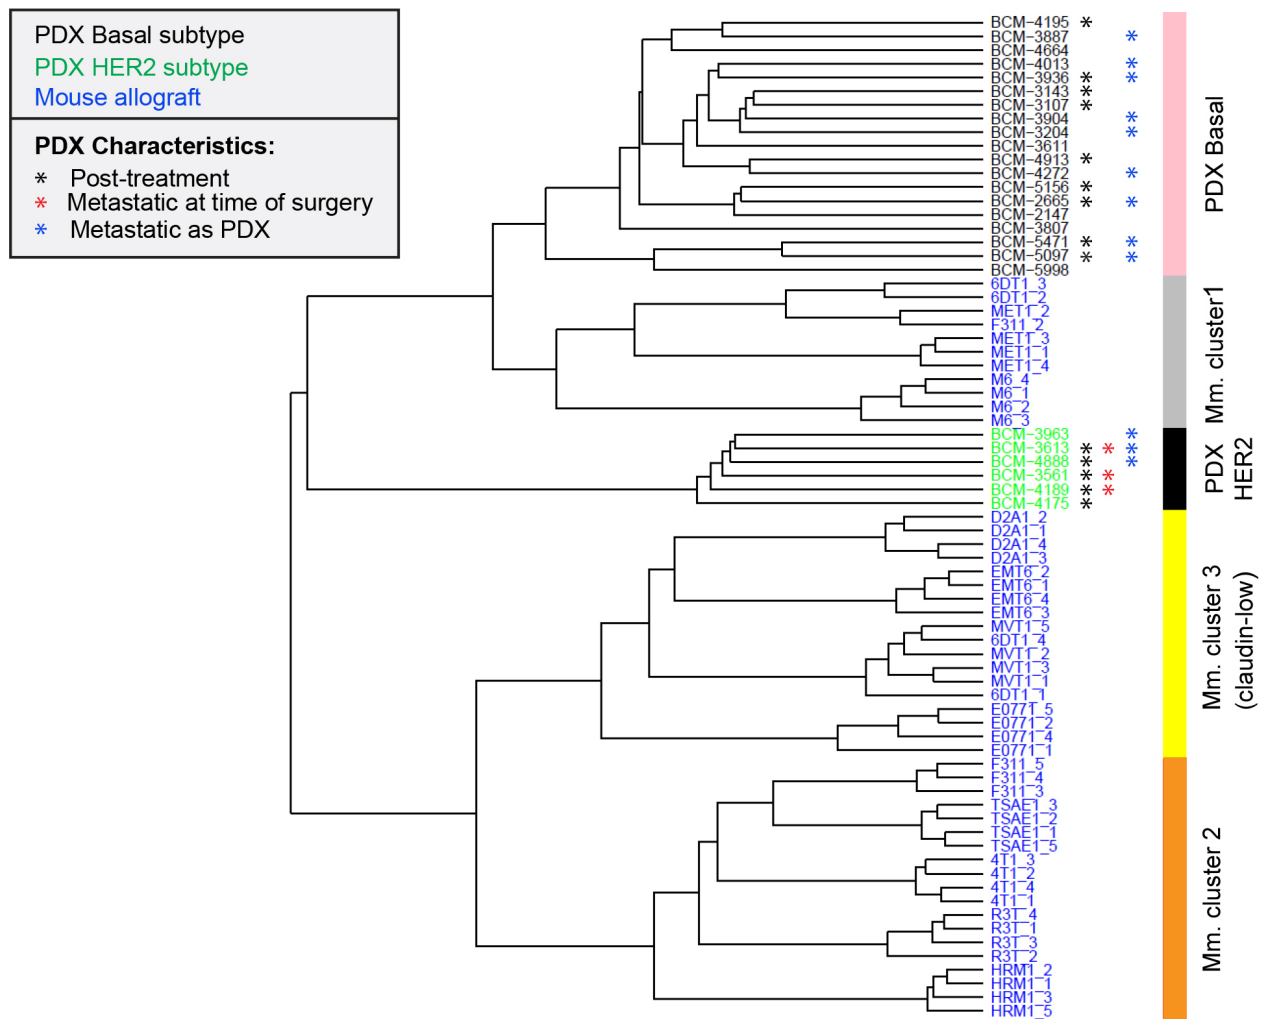 PDX Basal subtype
PDX HER2 subtype
Mouse allograft
PDX Characteristics:
* Post-treatment
* Metastatic at time of surgery
* Metastatic as PDX
BCM-4195 *
BCM-3887 *
BCM-4664
BCM-4013 *
BCM-3936 * *
BCM-3143 *
BCM-3107 *
BCM-3904 *
BCM-3204 *
BCM-3611
BCM-4913 *
BCM-4272 *
BCM-5156 *
BCM-2665 * *
BCM-2147
BCM-3807
BCM-5471 * *
BCM-5097 * *
BCM-5998
6DT1_3
6DT1_2
MET1_2
F311_2
MET1_3
MET1_1
MET1_4
M6_4
M6_1
M6_2
M6_3
BCM-3963 *
BCM-3613 * * *
BCM-4888 * *
BCM-3561 * *
BCM-4189 * *
BCM-4175 *
D2A1_2
D2A1_1
D2A1_4
D2A1_3
EMT6_2
EMT6_1
EMT6_4
EMT6_3
MVT1_5
6DT1_4
MVT1_2
MVT1_3
MVT1_1
6DT1_1
E0771_5
E0771_2
E0771_4
E0771_1
F311_5
F311_4
F311_3
TSAE1_3
TSAE1_2
TSAE1_1
TSAE1_5
4T1_3
4T1_2
4T1_4
4T1_1
R3T_4
R3T_1
R3T_3
R3T_2
HRM1_2
HRM1_1
HRM1_3
HRM1_5
PDX Basal
Mm. cluster1
PDX
HER2
Mm. cluster 3
(claudin-low)
Mm. cluster 2